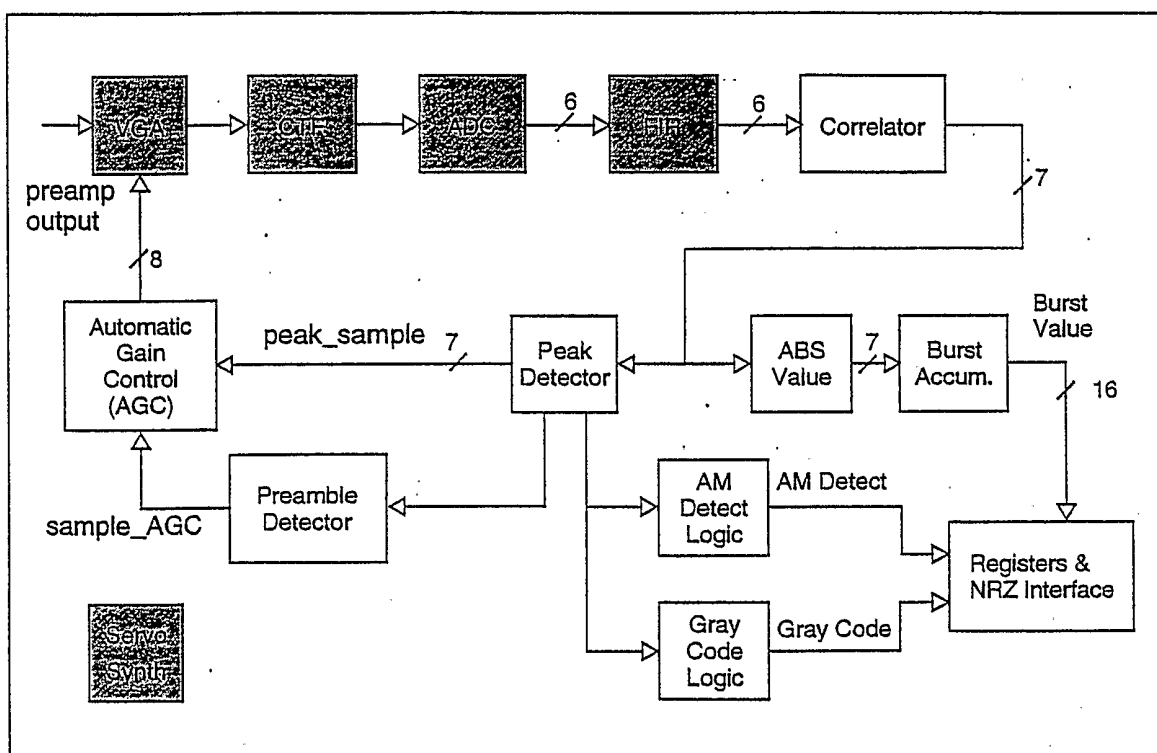 VGA
CTF
ADC
6
FIR
6
Correlator
7
preamp
output
8
Automatic
Gain
Control
(AGC)
peak_sample
7
Peak
Detector
ABS
Value
7
Burst
Accum.
Burst
Value
16
sample_AGC
Preamble
Detector
AM
Detect
Logic
AM Detect
Registers &
NRZ Interface
Gray
Code
Logic
Gray Code
Servo
Synth